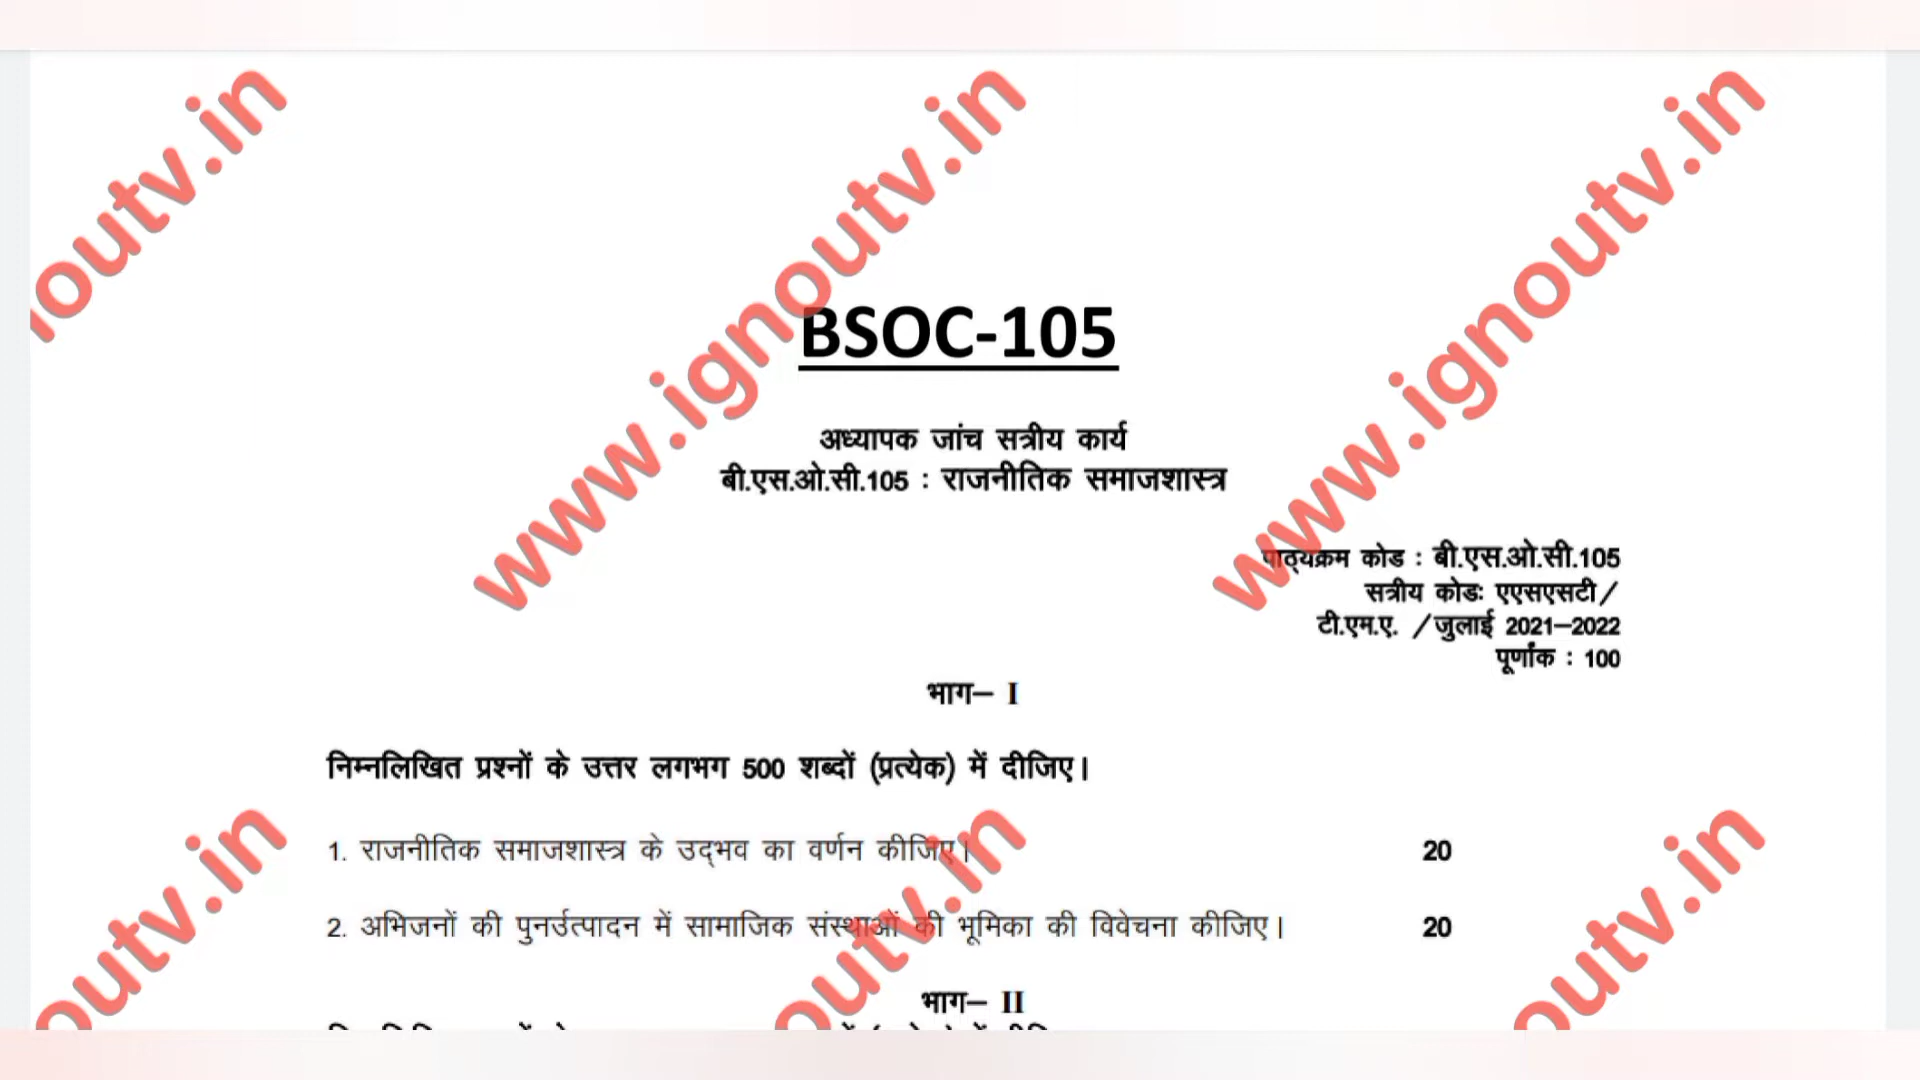 www.ignoutv.in
www.ignoutv.in
BSOC-105
अध्यापक जांच सत्रीय कार्य
बी.एस.ओ.सी.105 : राजनीतिक समाजशास्त्र
पाठ्यक्रम कोड : बी.एस.ओ.सी.105
सत्रीय कोडः एएसएसटी/
टी.एम.ए. /जुलाई 2021–2022
पूर्णांक : 100
भाग– I
निम्नलिखित प्रश्नों के उत्तर लगभग 500 शब्दों (प्रत्येक) में दीजिए।
1. राजनीतिक समाजशास्त्र के उद्भव का वर्णन कीजिए। 20
2. अभिजनों की पुनर्उत्पादन में सामाजिक संस्थाओं की भूमिका की विवेचना कीजिए। 20
भाग– II